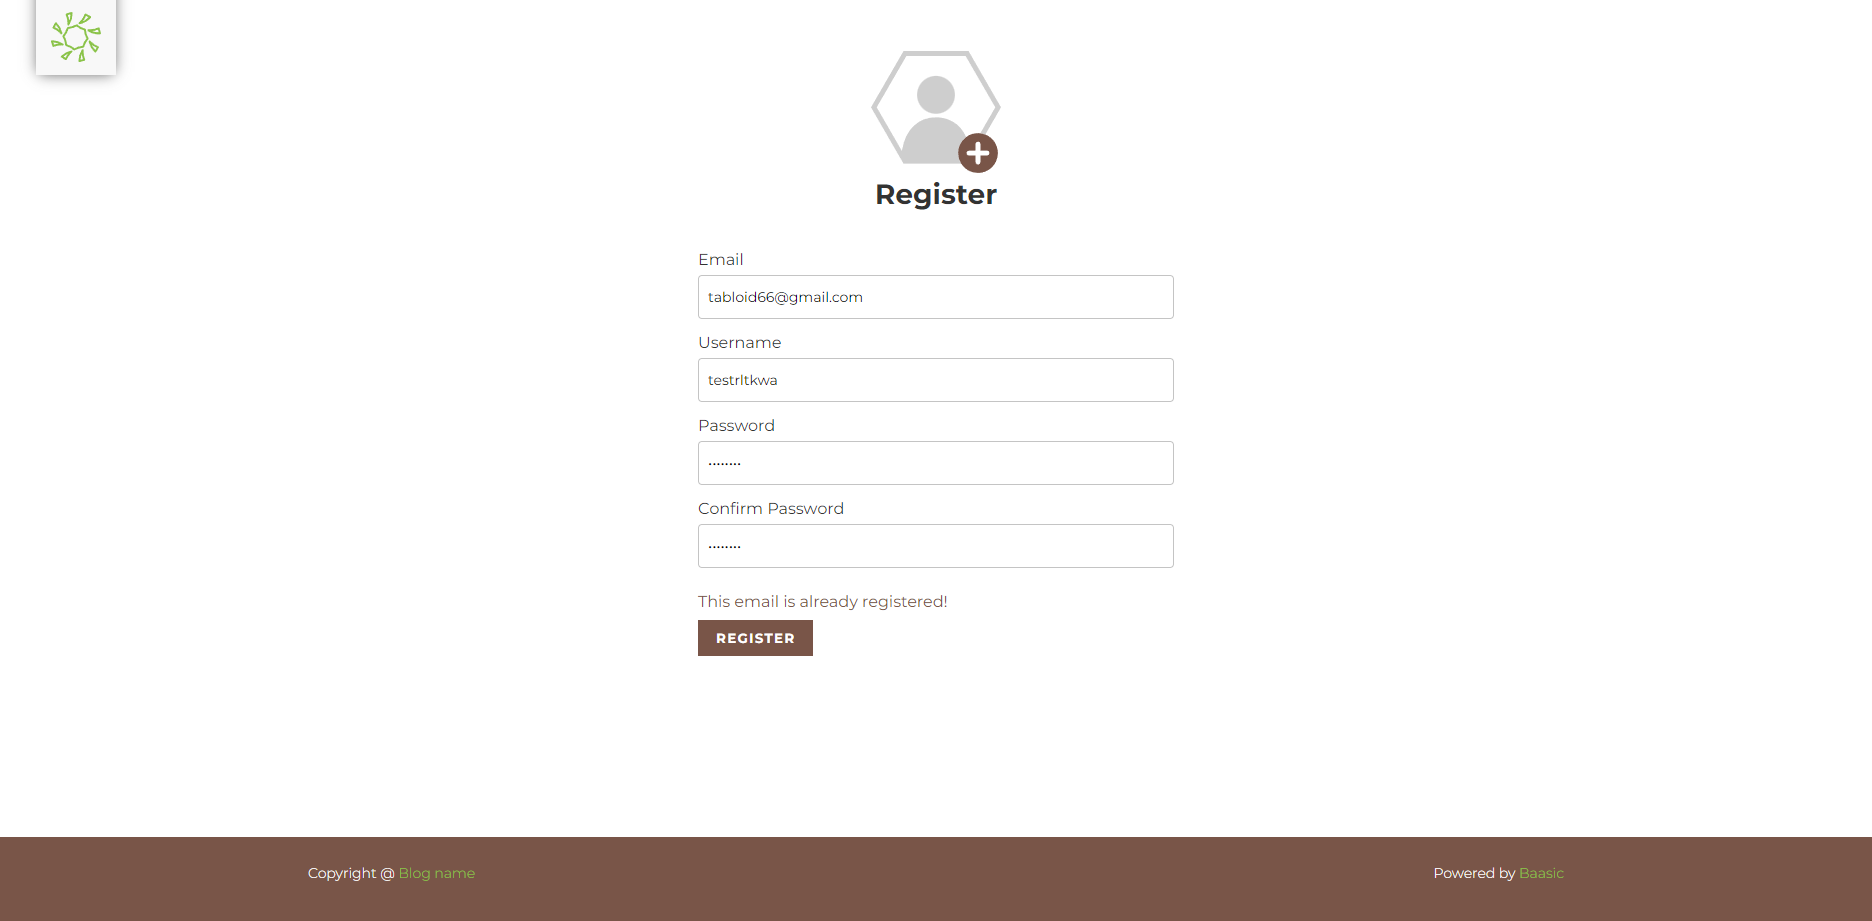 Register
Email
tabloid66@gmail.com
Username
testrltkwa
Password
........
Confirm Password
........
This email is already registered!
REGISTER
Copyright @ Blog name
Powered by Baasic